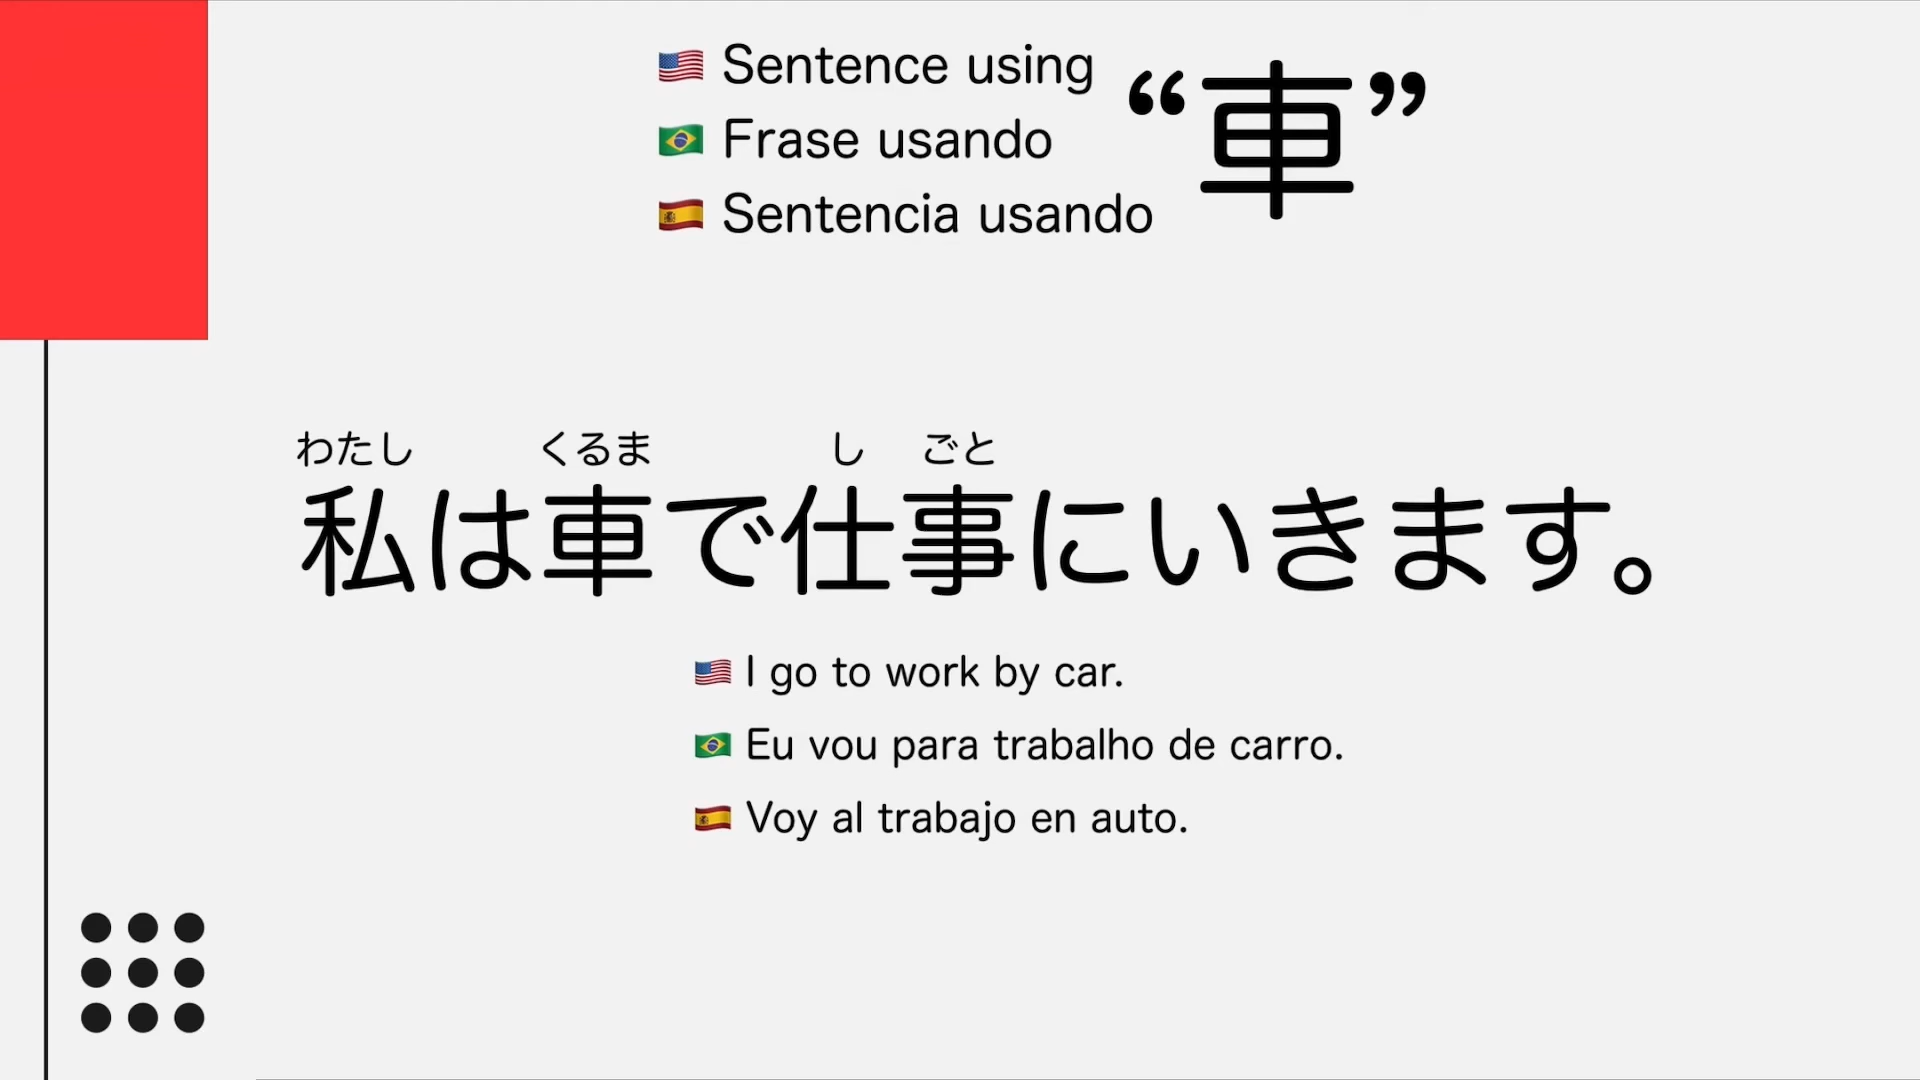 🇺🇸 Sentence using
🇧🇷 Frase usando
🇪🇸 Sentencia usando
“車”
わたし くるま し ごと
私は車で仕事にいきます。
🇺🇸 I go to work by car.
🇧🇷 Eu vou para trabalho de carro.
🇪🇸 Voy al trabajo en auto.